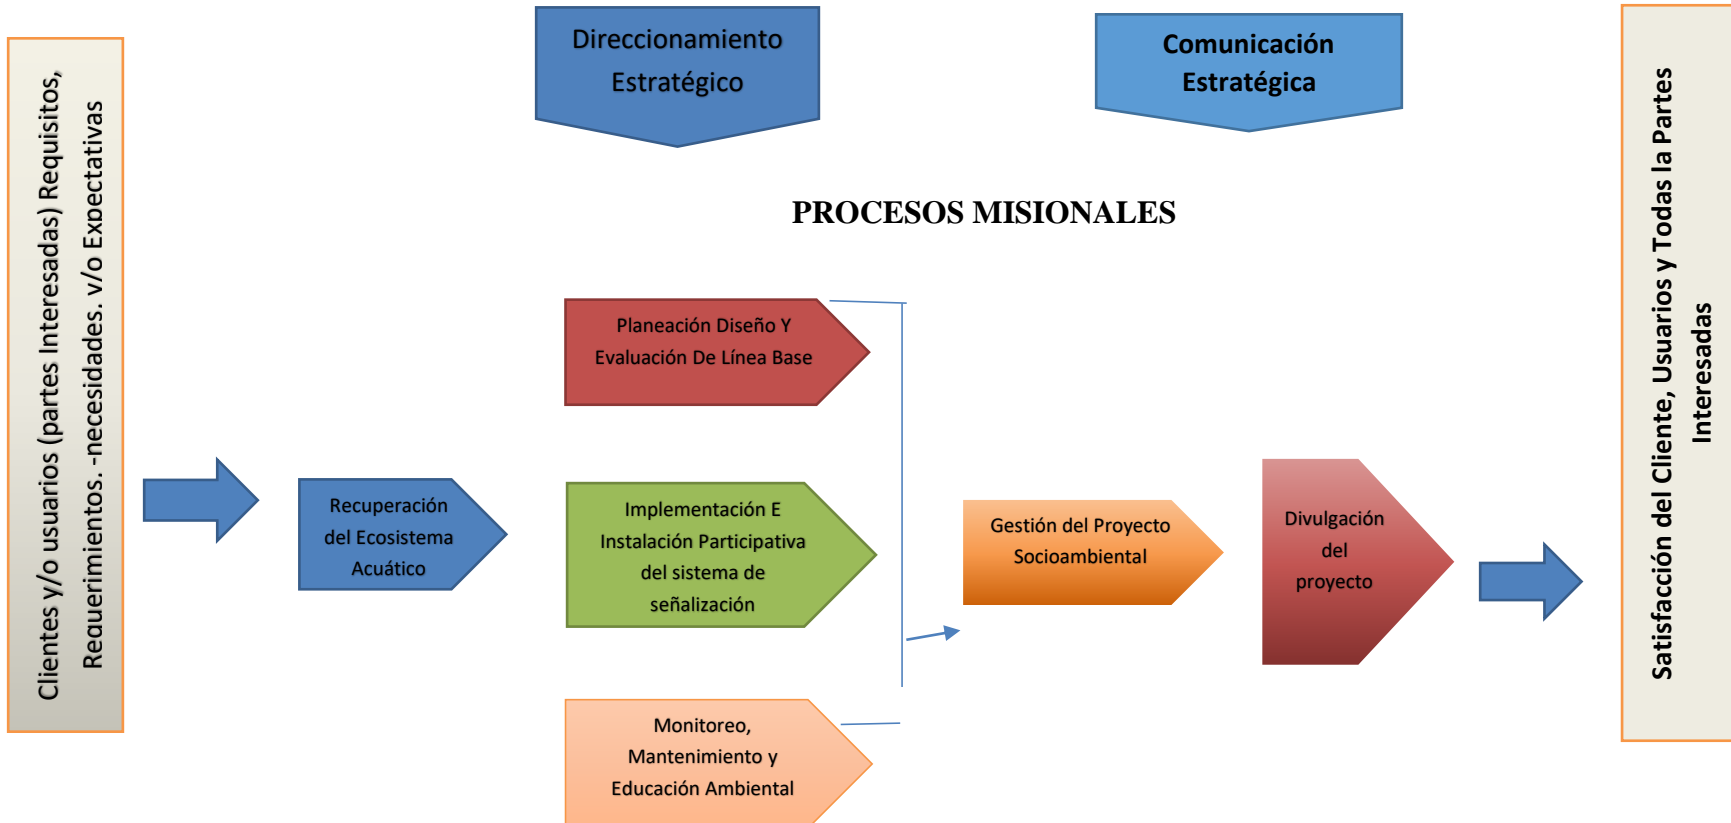 Clientes y/o usuarios (partes Interesadas) Requisitos,
Requerimientos. -necesidades. y/o Expectativas
Direccionamiento
Estratégico
Comunicación
Estratégica
PROCESOS MISIONALES
Recuperación
del Ecosistema
Acuático
Planeación Diseño Y
Evaluación De Línea Base
Implementación E
Instalación Participativa
del sistema de
señalización
Monitoreo,
Mantenimiento y
Educación Ambiental
Gestión del Proyecto
Socioambiental
Divulgación
del
proyecto
Satisfacción del Cliente, Usuarios y Todas la Partes
Interesadas